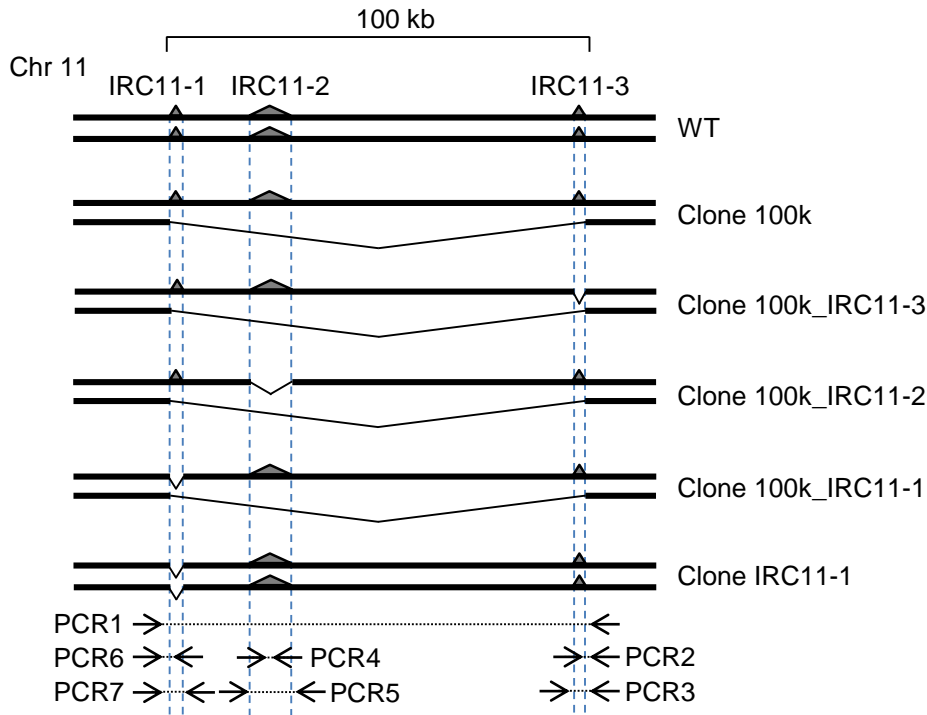 100 kb
Chr 11
IRC11-1 IRC11-2 IRC11-3
WT
Clone 100k
Clone 100k_IRC11-3
Clone 100k_IRC11-2
Clone 100k_IRC11-1
Clone IRC11-1
PCR1
PCR6 PCR4 PCR2
PCR7 PCR5 PCR3